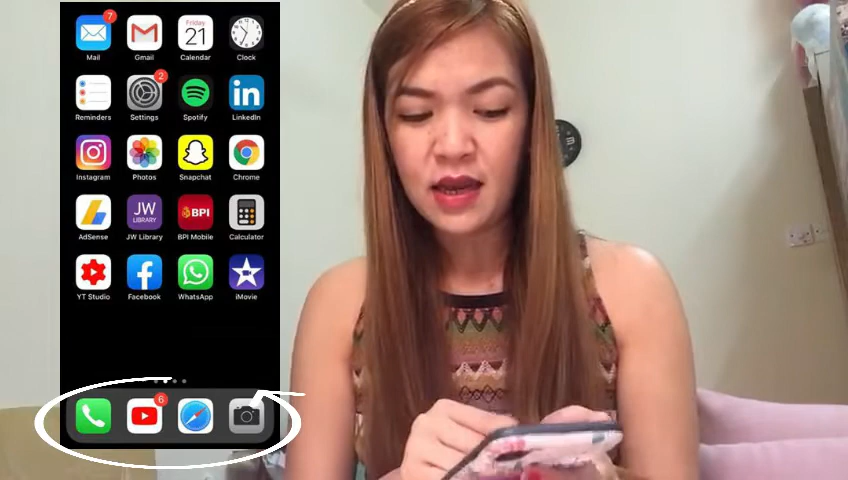 7
Friday
21
Mail Gmail Calendar Clock
2
in
Reminders Settings Spotify LinkedIn
Instagram Photos Snapchat Chrome
JW
LIBRARY
BPI
AdSense JW Library BPI Mobile Calculator
YT Studio Facebook WhatsApp iMovie
6